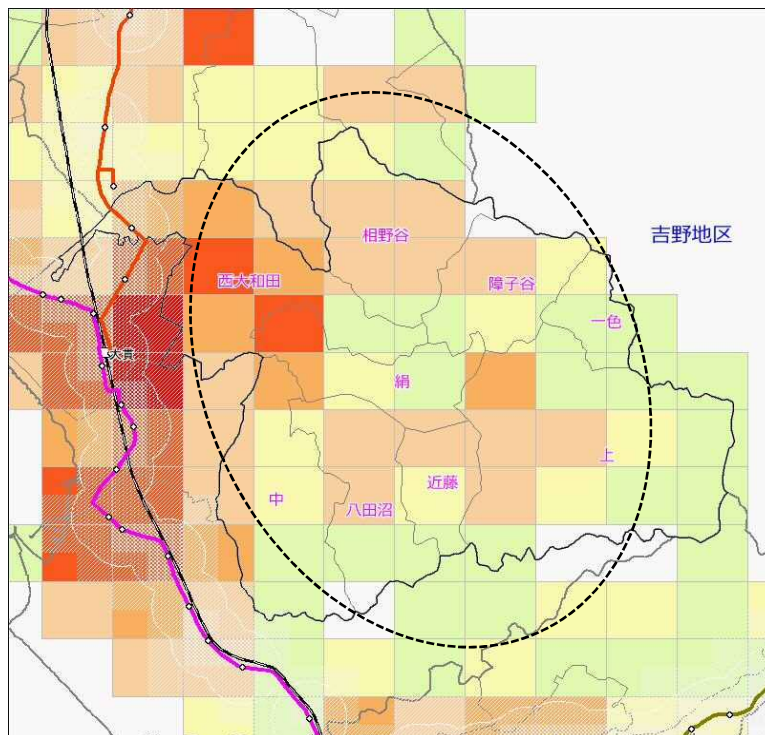 相野谷
吉野地区
西大和田
障子谷
一色
大貫
絹
上
近藤
中
八田沼